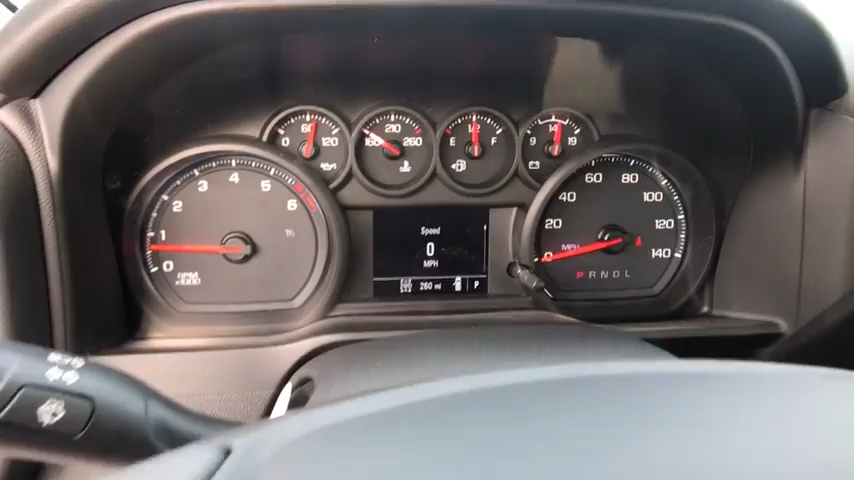 0 60 120
160 210 260
E 1/2 F
9 14 19
0 1 2 3 4 5 6
RPM
x1000
Speed
0
MPH
260 mi
P
0 20 40 60 80 100 120 140
MPH
P R N D L